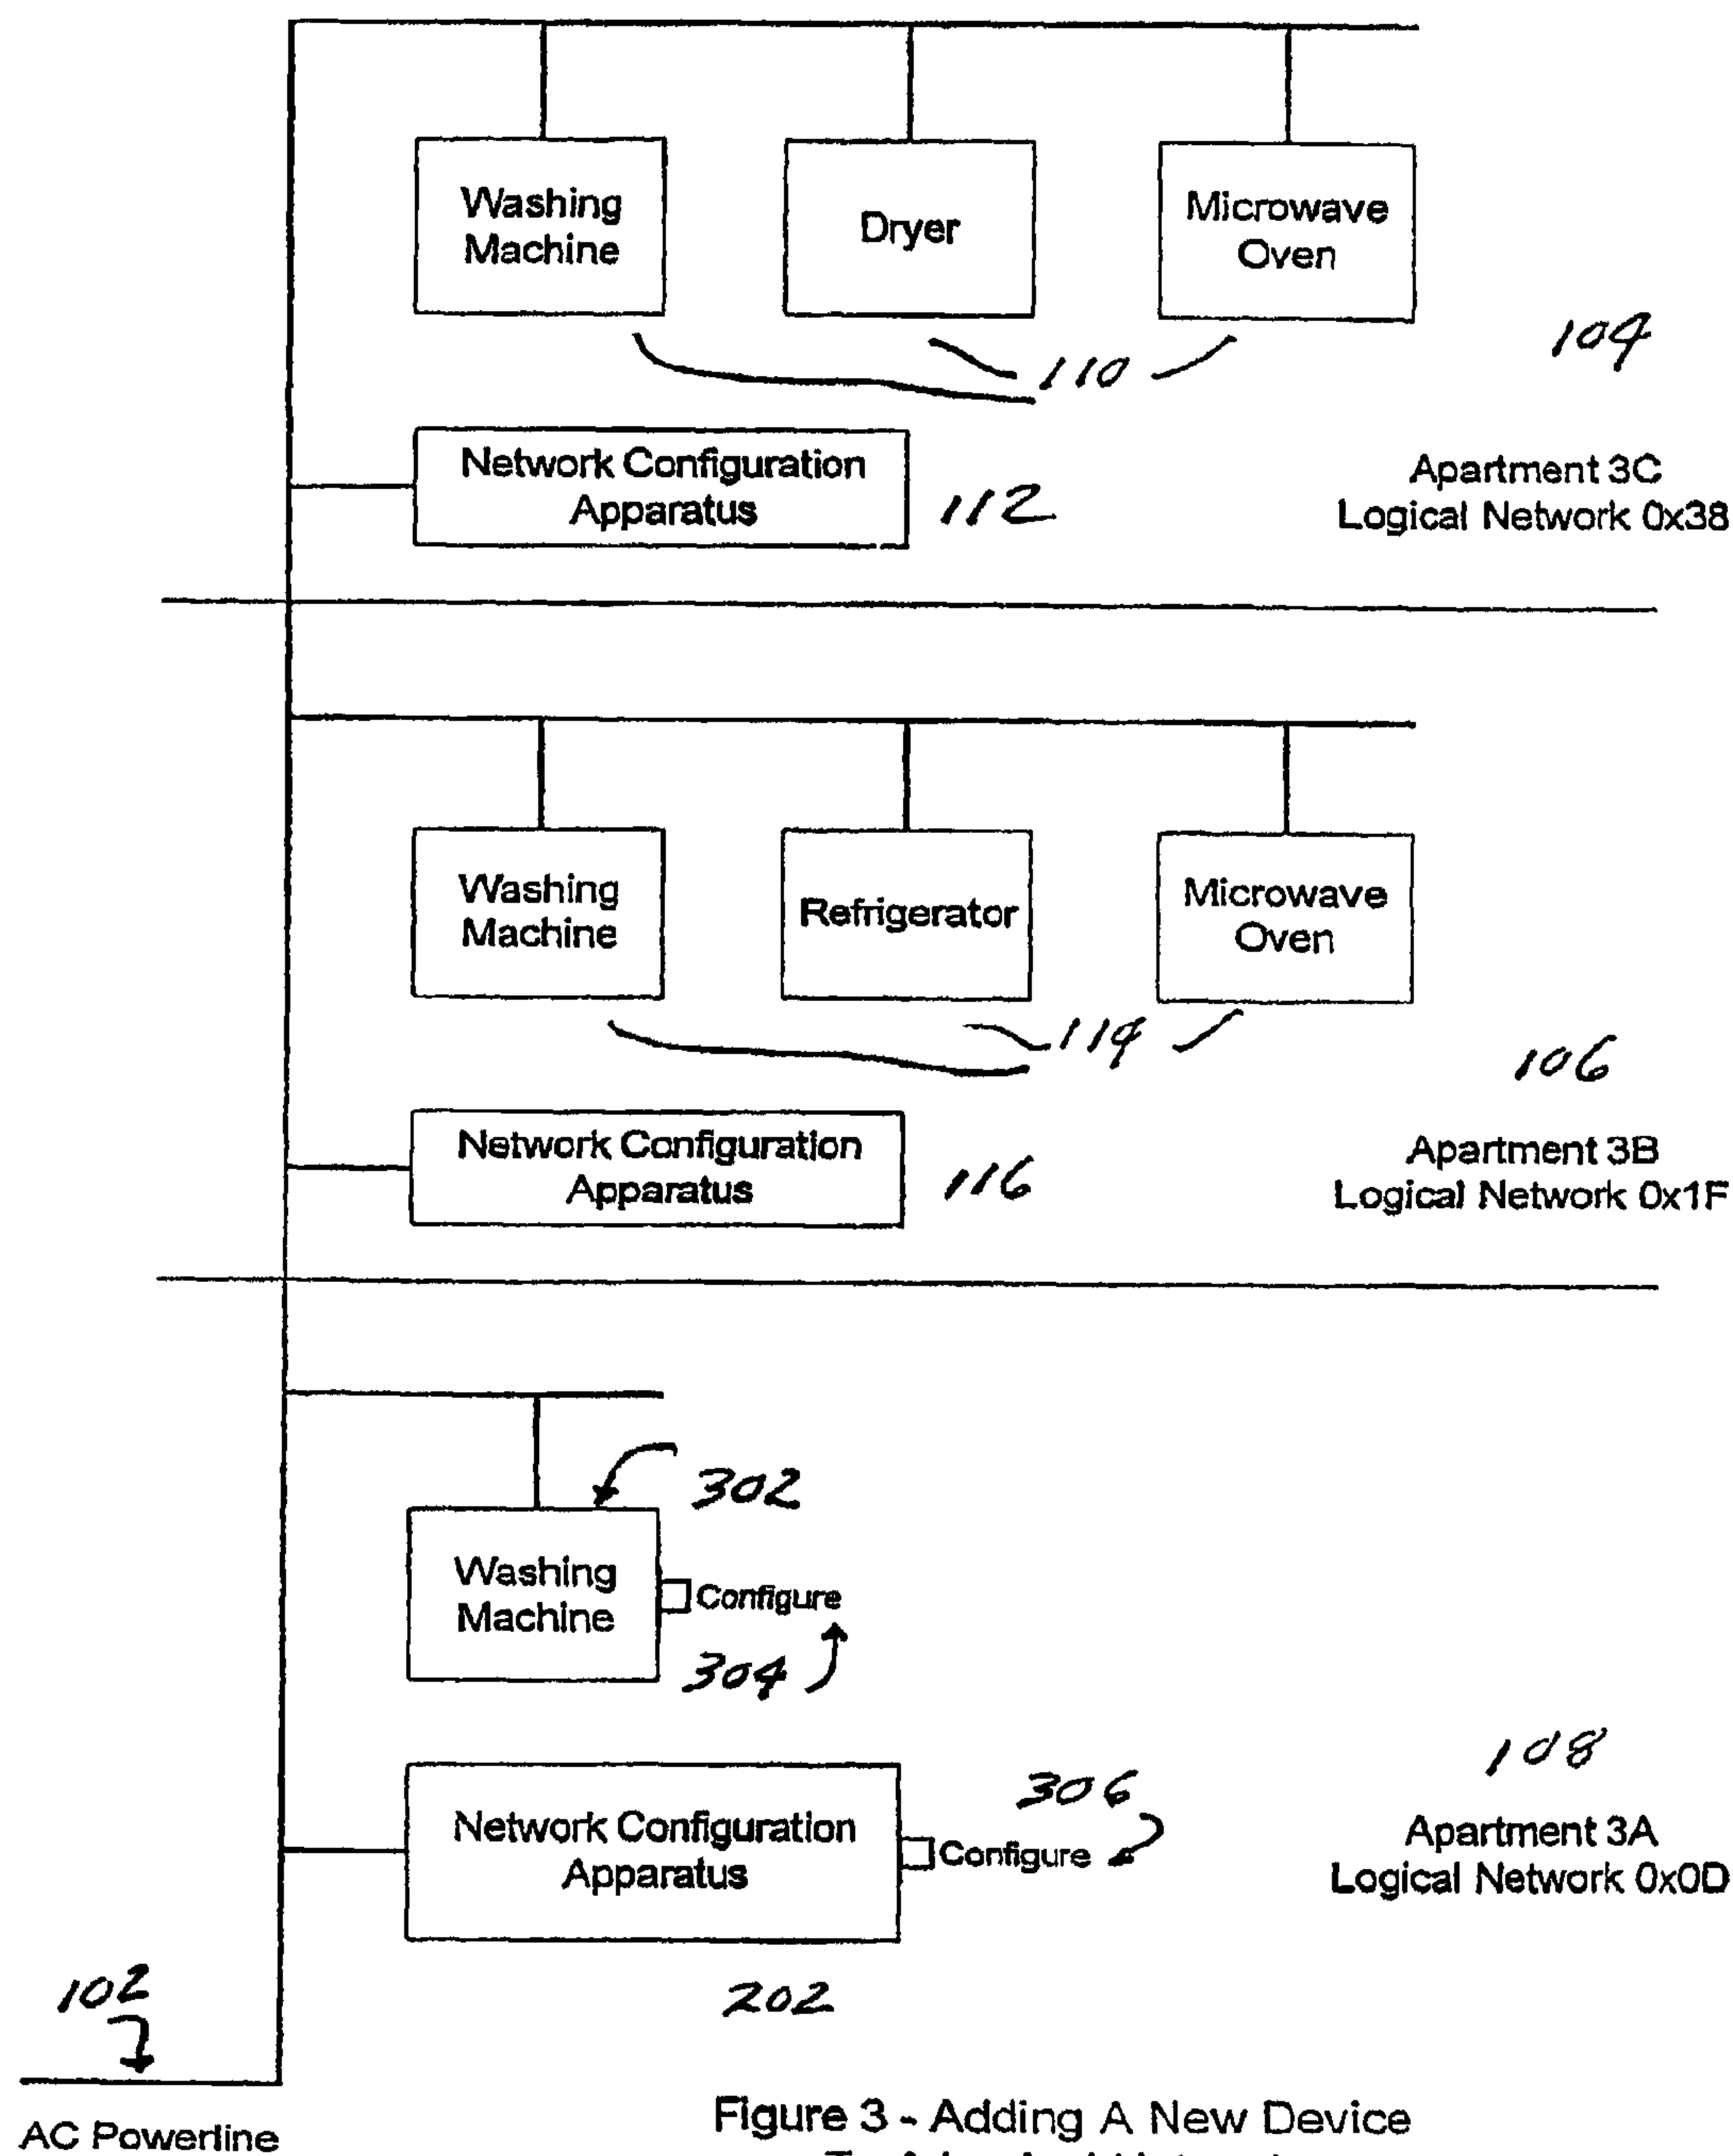 Washing
Machine
Dryer
Microwave
Oven
110
104
Network Configuration
Apparatus
112
Apartment 3C
Logical Network 0x38
Washing
Machine
Refrigerator
Microwave
Oven
114
106
Network Configuration
Apparatus
116
Apartment 3B
Logical Network 0x1F
302
Washing
Machine
Configure
304
108
306
Network Configuration
Apparatus
Configure
Apartment 3A
Logical Network 0x0D
202
102
AC Powerline
Figure 3 - Adding A New Device